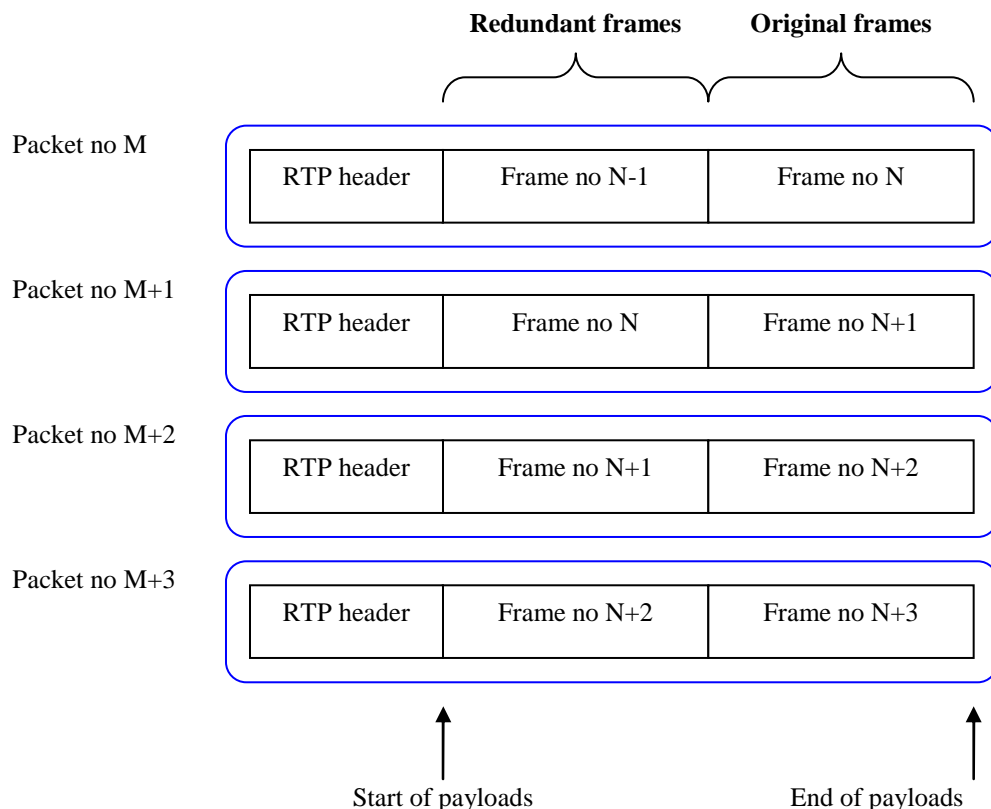 Redundant frames Original frames
Packet no M
RTP header Frame no N-1 Frame no N
Packet no M+1
RTP header Frame no N Frame no N+1
Packet no M+2
RTP header Frame no N+1 Frame no N+2
Packet no M+3
RTP header Frame no N+2 Frame no N+3
Start of payloads End of payloads